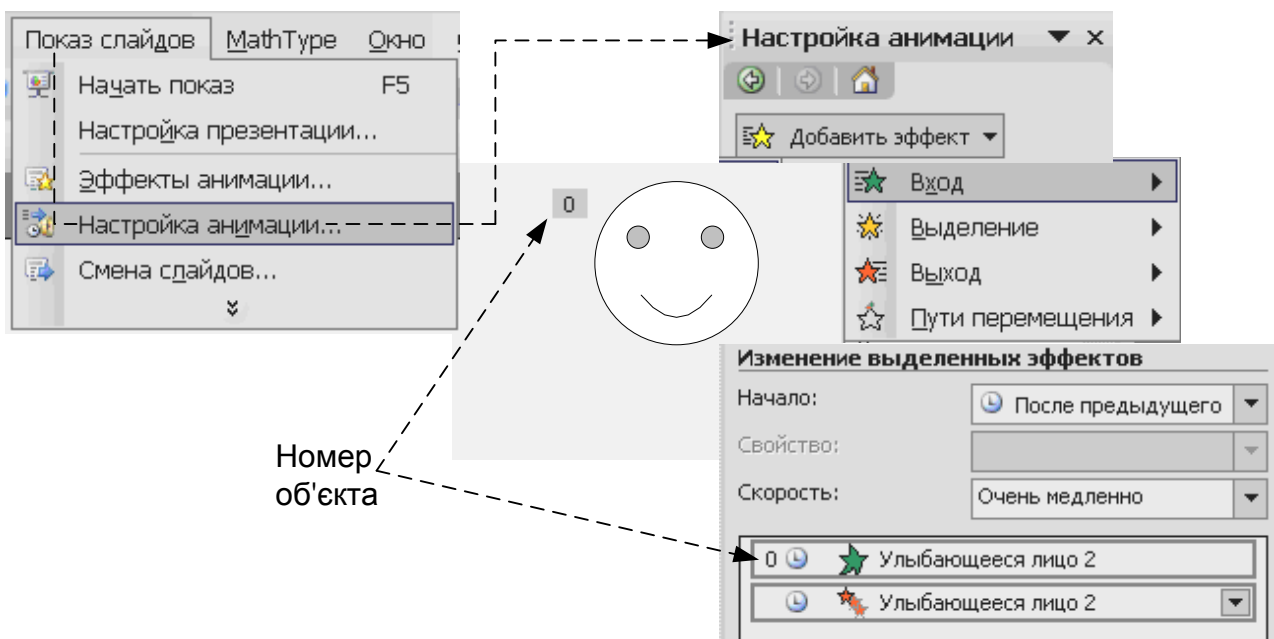 Показ слайдов MathType Окно
Начать показ F5
Настройка презентации...
Эффекты анимации...
Настройка анимации...
Смена слайдов...
Настройка анимации
Добавить эффект
0
Вход
Выделение
Выход
Пути перемещения
Номер
об'єкта
Изменение выделенных эффектов
Начало: После предыдущего
Свойство:
Скорость: Очень медленно
0 Улыбающееся лицо 2
Улыбающееся лицо 2